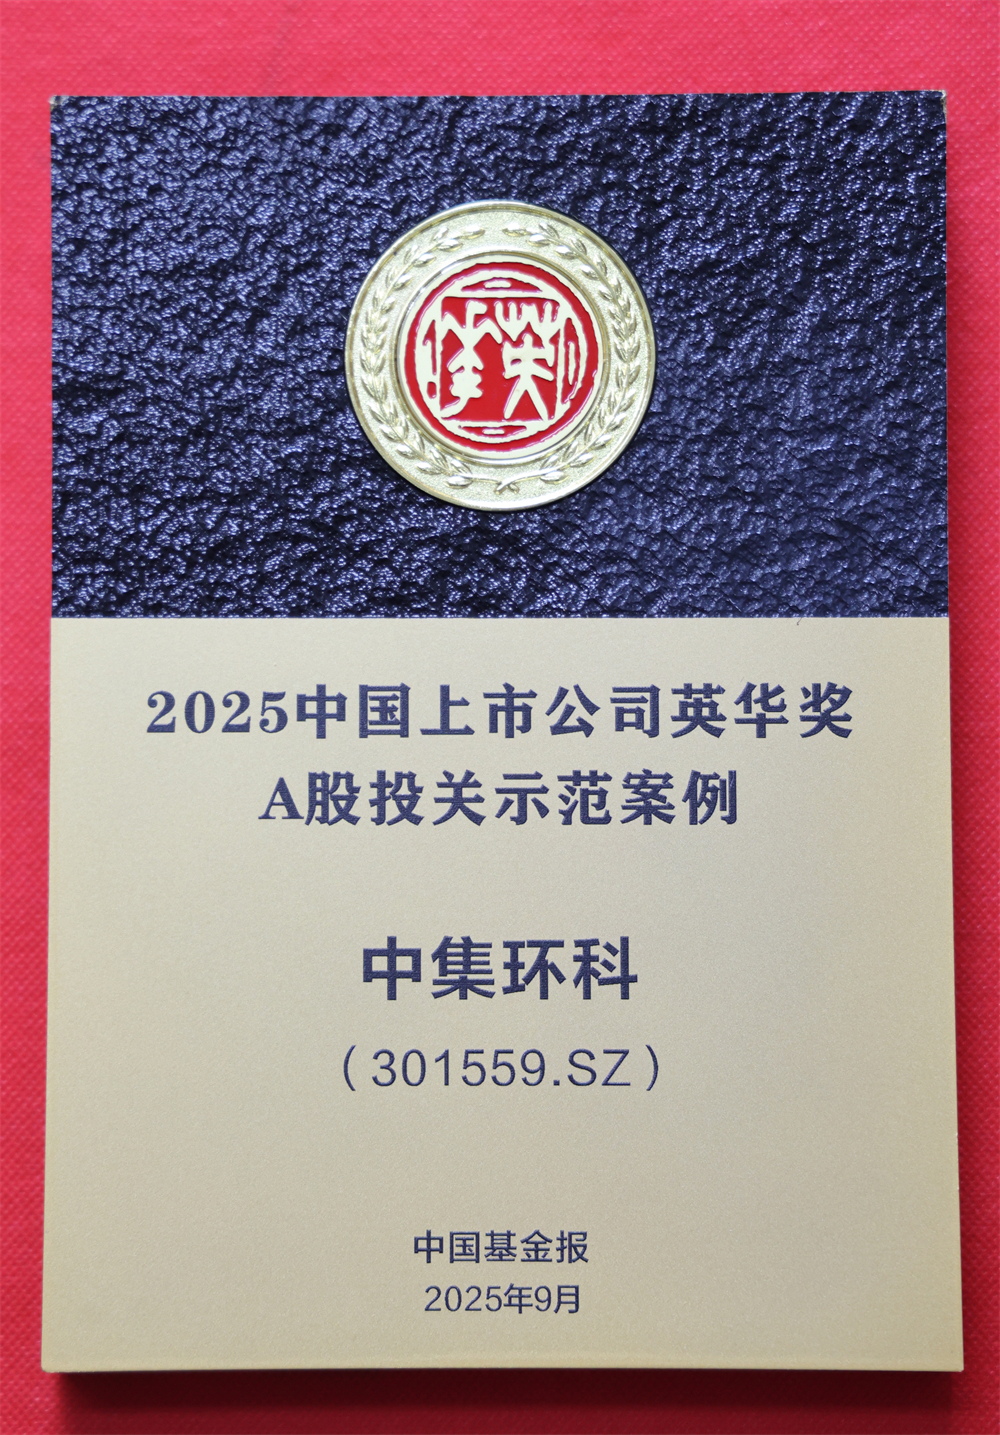 英华
2025中国上市公司英华奖
A股投关示范案例
中集环科
（301559.SZ）
中国基金报
2025年9月